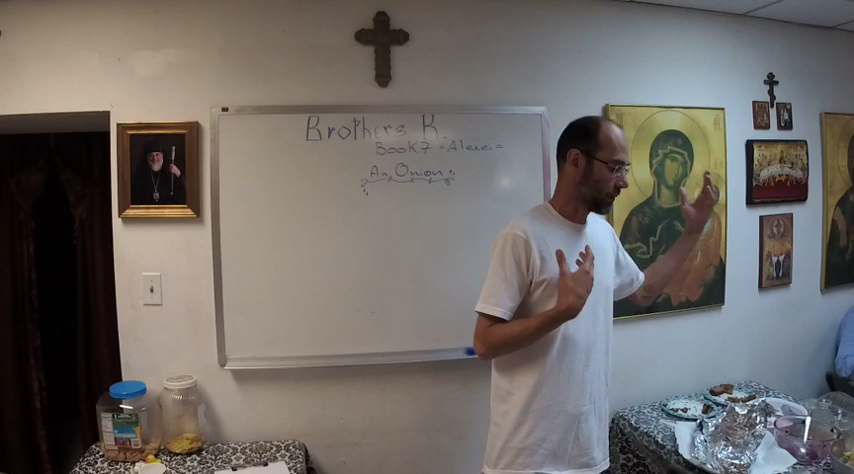 Brothers K.
Book 7 - Alexei -
"An Onion"